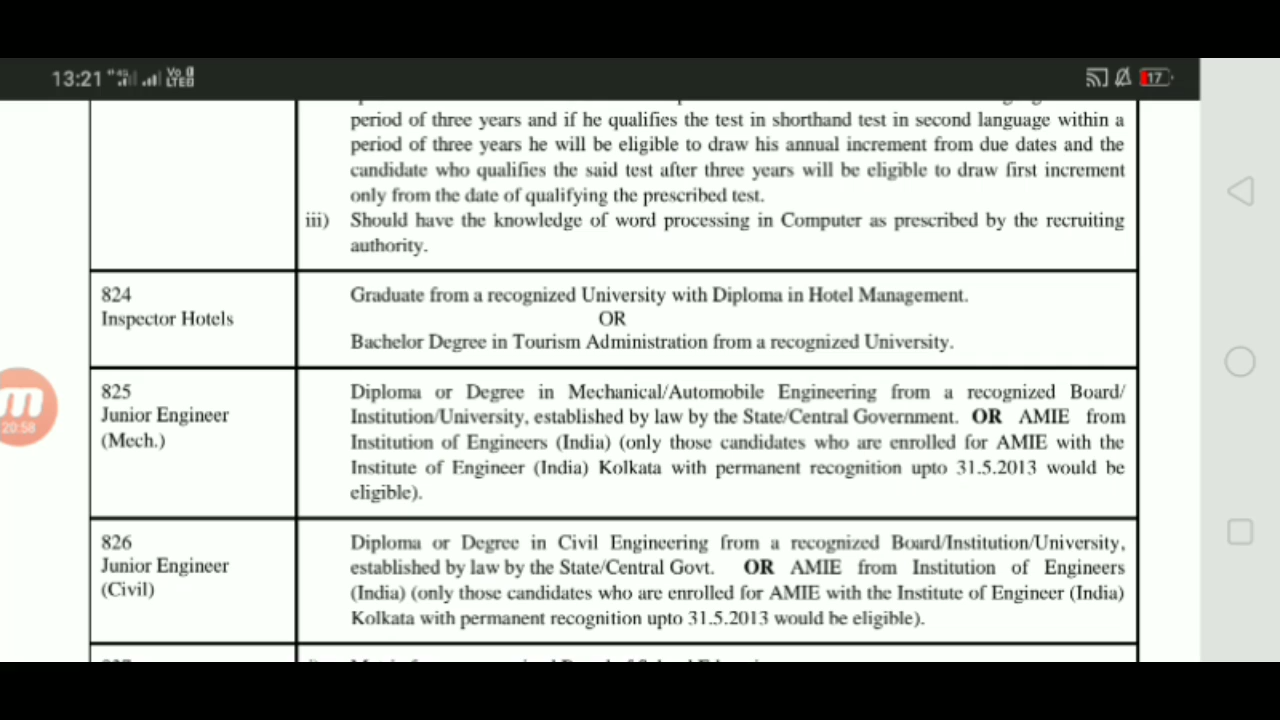 13:21
4G
Vo
LTE
17
period of three years and if he qualifies the test in shorthand test in second language within a
period of three years he will be eligible to draw his annual increment from due dates and the
candidate who qualifies the said test after three years will be eligible to draw first increment
only from the date of qualifying the prescribed test.
iii) Should have the knowledge of word processing in Computer as prescribed by the recruiting
authority.
824
Inspector Hotels
Graduate from a recognized University with Diploma in Hotel Management.
OR
Bachelor Degree in Tourism Administration from a recognized University.
20:58
825
Junior Engineer
(Mech.)
Diploma or Degree in Mechanical/Automobile Engineering from a recognized Board/
Institution/University, established by law by the State/Central Government. OR AMIE from
Institution of Engineers (India) (only those candidates who are enrolled for AMIE with the
Institute of Engineer (India) Kolkata with permanent recognition upto 31.5.2013 would be
eligible).
826
Junior Engineer
(Civil)
Diploma or Degree in Civil Engineering from a recognized Board/Institution/University,
established by law by the State/Central Govt. OR AMIE from Institution of Engineers
(India) (only those candidates who are enrolled for AMIE with the Institute of Engineer (India)
Kolkata with permanent recognition upto 31.5.2013 would be eligible).